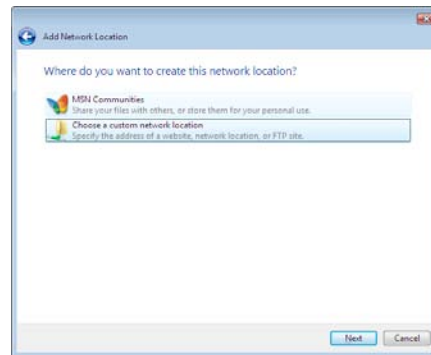 Add Network Location
Where do you want to create this network location?
MSN Communities
Share your files with others, or store them for your personal use.
Choose a custom network location
Specify the address of a website, network location, or FTP site.
Next
Cancel